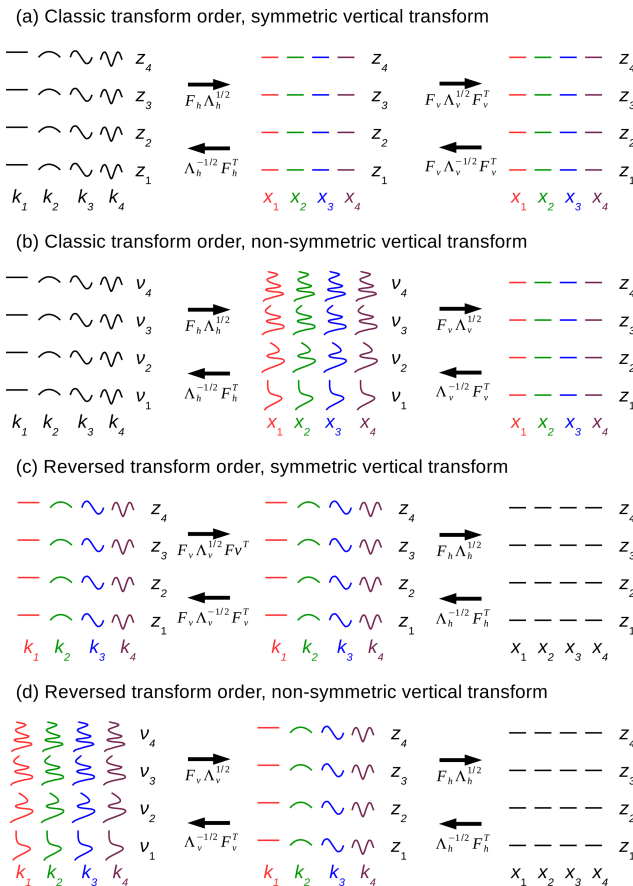 (a) Classic transform order, symmetric vertical transform
z₄ z₄ z₄
z₃ F_h Λ_h^{1/2} z₃ F_v Λ_v^{1/2} F_v^T z₃
z₂ z₂ z₂
Λ_h^{-1/2} F_h^T F_v Λ_v^{-1/2} F_v^T
z₁ z₁ z₁
k₁ k₂ k₃ k₄ x₁ x₂ x₃ x₄ x₁ x₂ x₃ x₄
(b) Classic transform order, non-symmetric vertical transform
ν₄ ν₄ z₄
ν₃ F_h Λ_h^{1/2} ν₃ F_v Λ_v^{1/2} z₃
ν₂ ν₂ z₂
Λ_h^{-1/2} F_h^T Λ_v^{-1/2} F_v^T
ν₁ ν₁ z₁
k₁ k₂ k₃ k₄ x₁ x₂ x₃ x₄ x₁ x₂ x₃ x₄
(c) Reversed transform order, symmetric vertical transform
z₄ z₄ z₄
z₃ F_v Λ_v^{1/2} Fv^T z₃ F_h Λ_h^{1/2} z₃
z₂ z₂ z₂
F_v Λ_v^{-1/2} F_v^T Λ_h^{-1/2} F_h^T
z₁ z₁ z₁
k₁ k₂ k₃ k₄ k₁ k₂ k₃ k₄ x₁ x₂ x₃ x₄
(d) Reversed transform order, non-symmetric vertical transform
ν₄ z₄ z₄
ν₃ F_v Λ_v^{1/2} z₃ F_h Λ_h^{1/2} z₃
ν₂ z₂ z₂
Λ_v^{-1/2} F_v^T Λ_h^{-1/2} F_h^T
ν₁ z₁ z₁
k₁ k₂ k₃ k₄ k₁ k₂ k₃ k₄ x₁ x₂ x₃ x₄